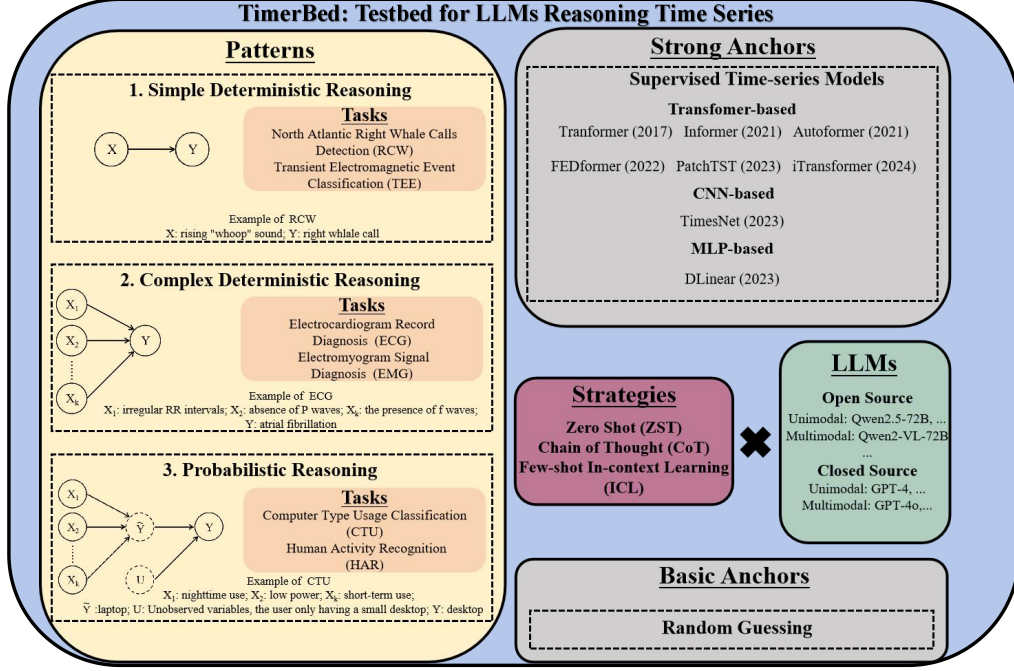 TimerBed: Testbed for LLMs Reasoning Time Series
Patterns
1. Simple Deterministic Reasoning
X
Y
Tasks
North Atlantic Right Whale Calls
Detection (RCW)
Transient Electromagnetic Event
Classification (TEE)
Example of RCW
X: rising "whoop" sound; Y: right whlale call
2. Complex Deterministic Reasoning
X₁
X₂
Xₖ
Y
Tasks
Electrocardiogram Record
Diagnosis (ECG)
Electromyogram Signal
Diagnosis (EMG)
Example of ECG
X₁: irregular RR intervals; X₂: absence of P waves; Xₖ: the presence of f waves;
Y: atrial fibrillation
3. Probabilistic Reasoning
X₁
X₂
Xₖ
Ỹ
U
Y
Tasks
Computer Type Usage Classification
(CTU)
Human Activity Recognition
(HAR)
Example of CTU
X₁: nighttime use; X₂: low power; Xₖ: short-term use;
Ỹ :laptop; U: Unobserved variables, the user only having a small desktop; Y: desktop
Strong Anchors
Supervised Time-series Models
Transfomer-based
Tranformer (2017) Informer (2021) Autoformer (2021)
FEDformer (2022) PatchTST (2023) iTransformer (2024)
CNN-based
TimesNet (2023)
MLP-based
DLinear (2023)
Strategies
Zero Shot (ZST)
Chain of Thought (CoT)
Few-shot In-context Learning
(ICL)
LLMs
Open Source
Unimodal: Qwen2.5-72B, ...
Multimodal: Qwen2-VL-72B
...
Closed Source
Unimodal: GPT-4, ...
Multimodal: GPT-4o,...
Basic Anchors
Random Guessing